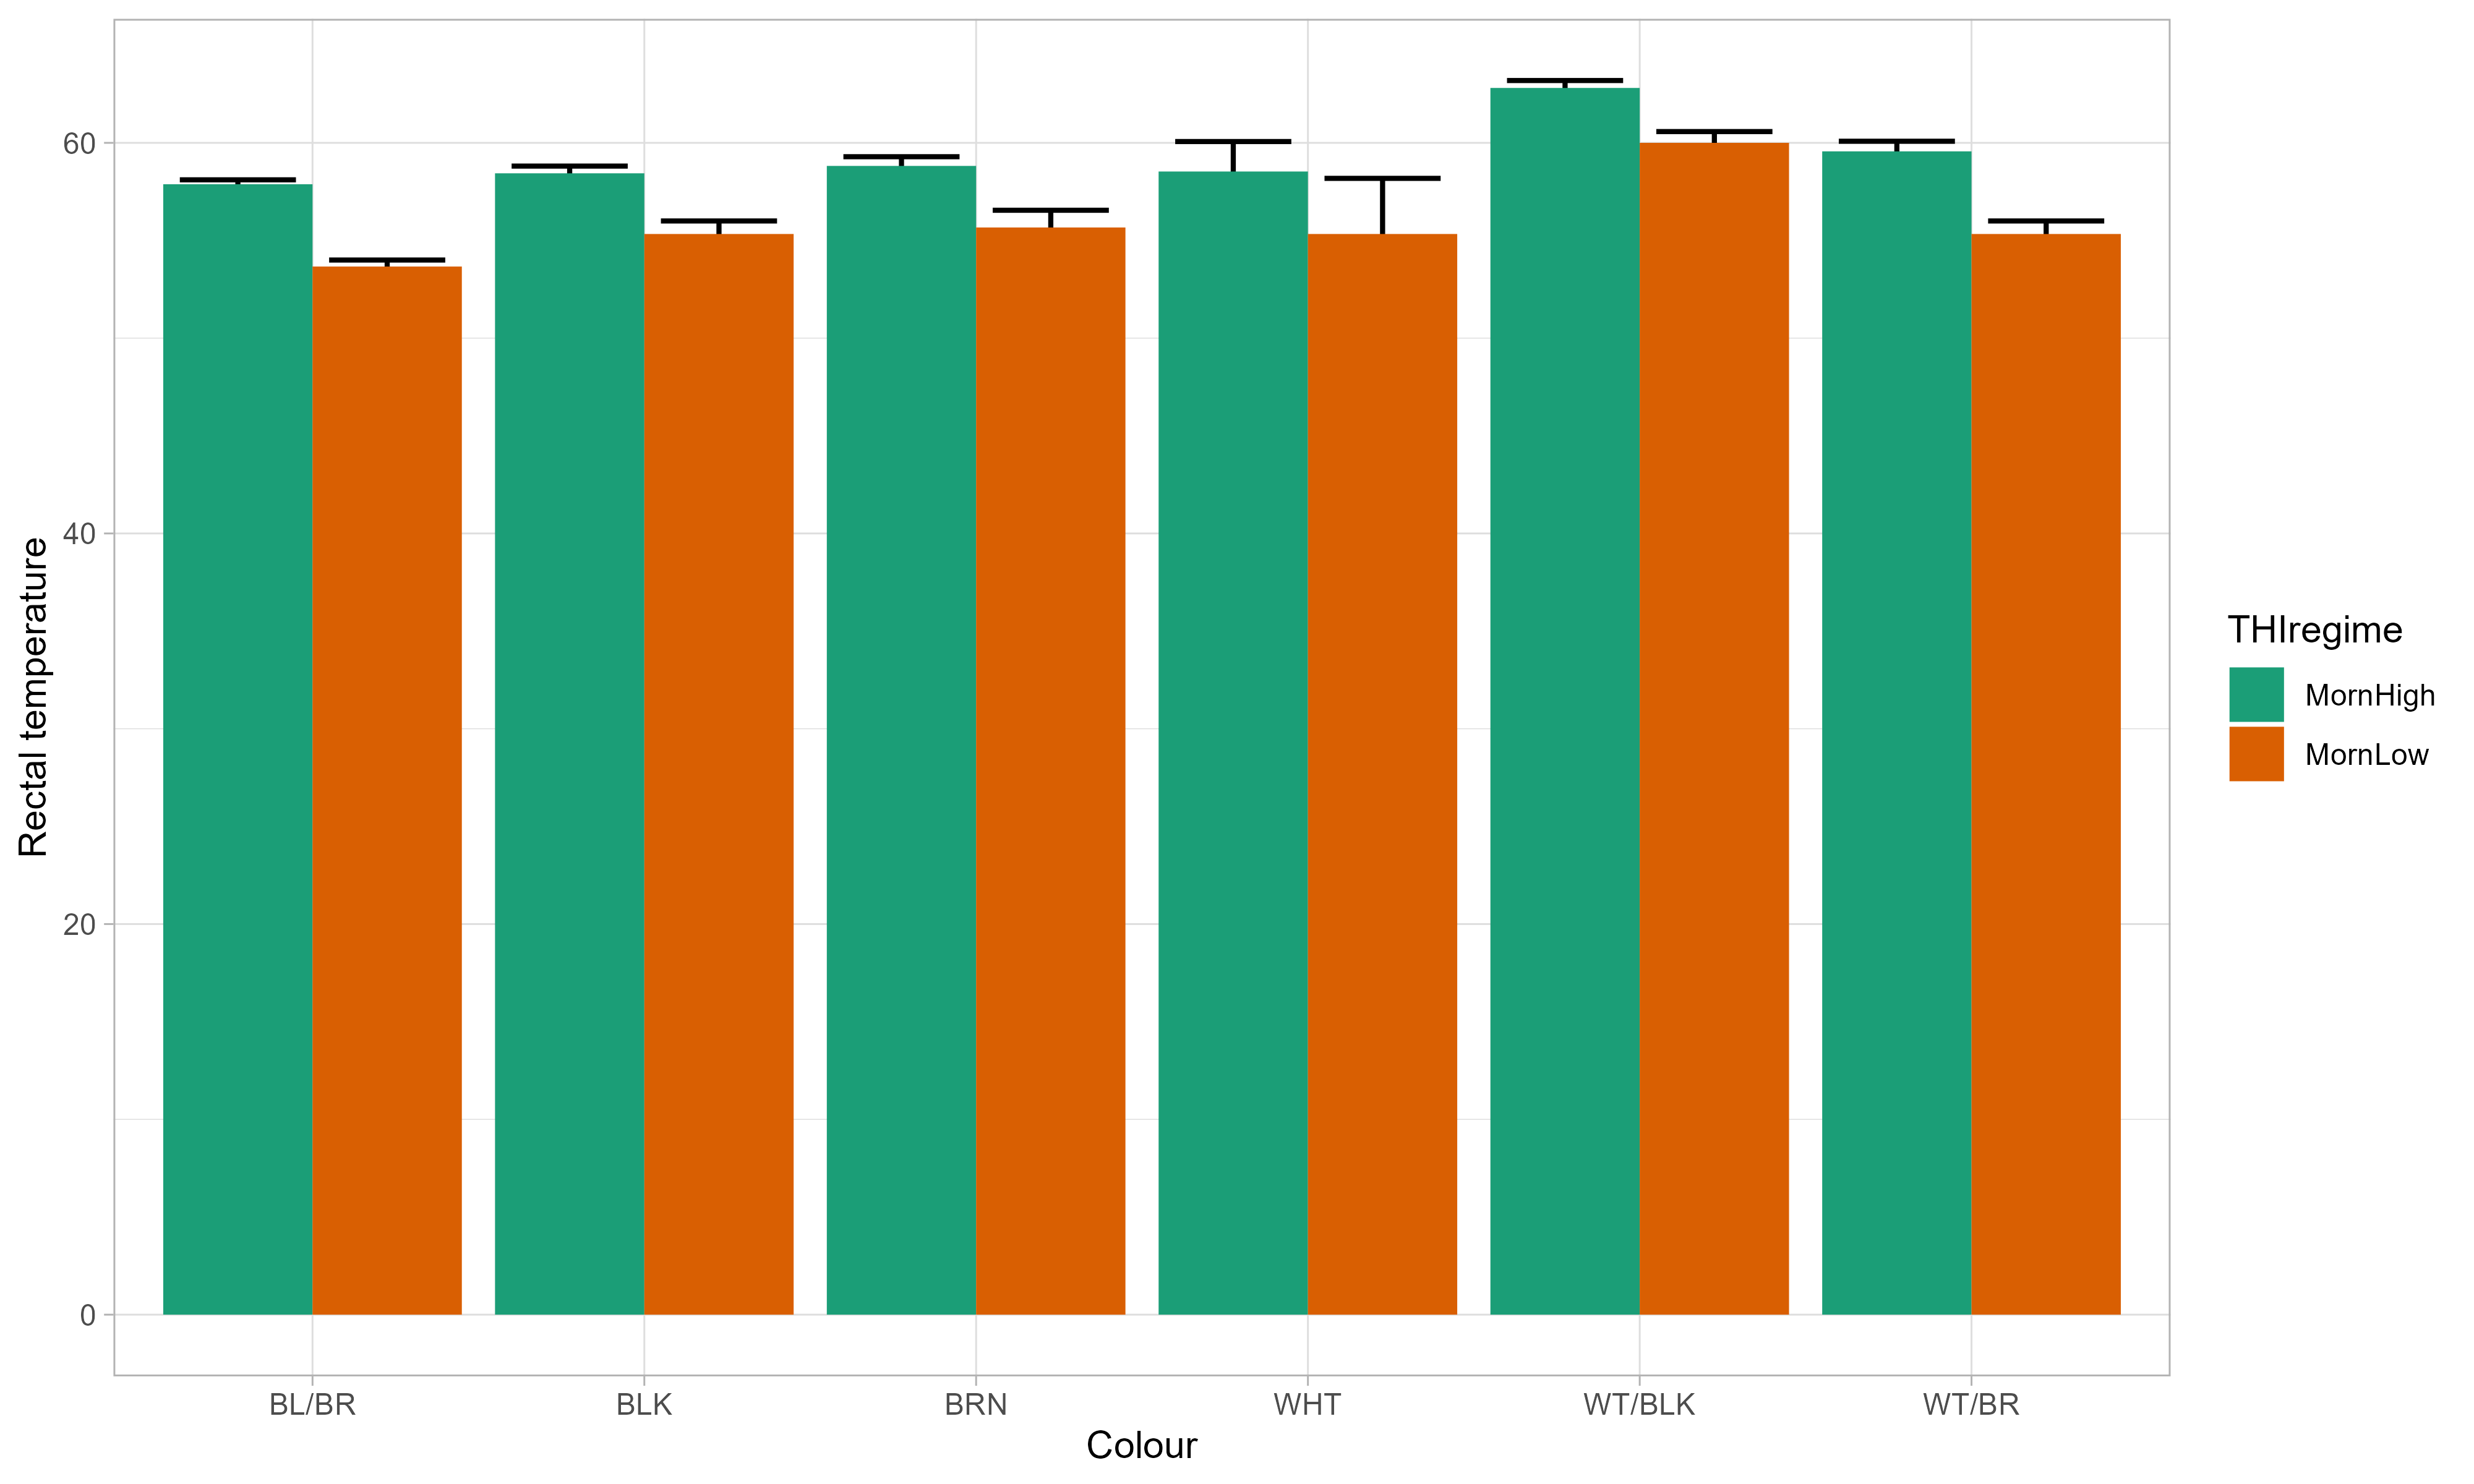 Rectal temperature
60
40
20
0
BL/BR BLK BRN WHT WT/BLK WT/BR
Colour
THIregime
MornHigh
MornLow